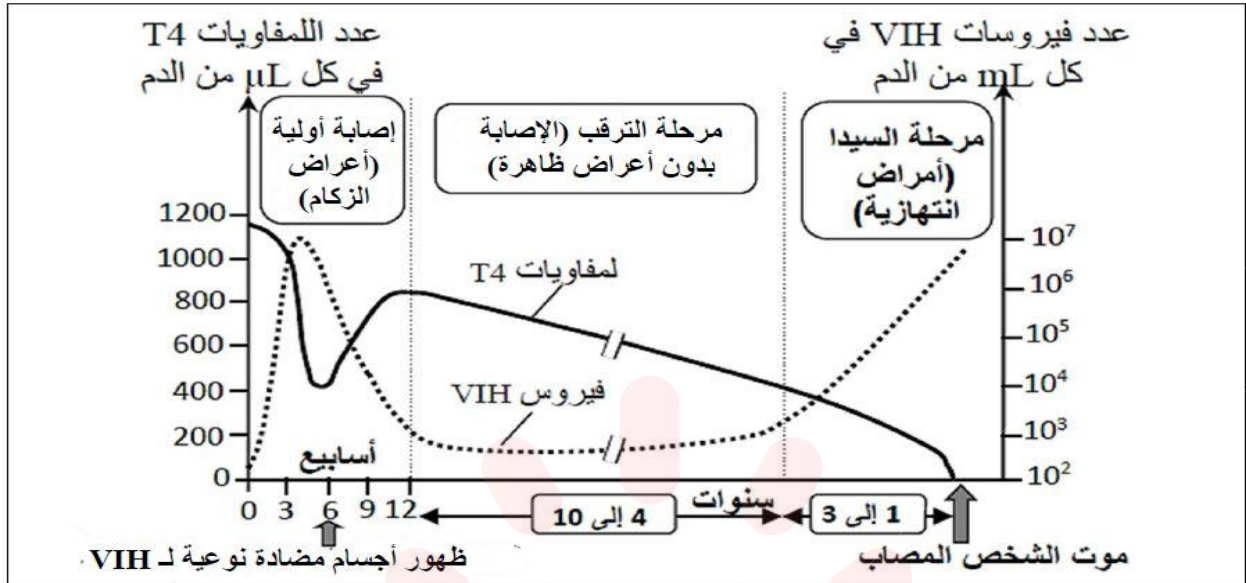 عدد اللمفاويات T4
في كل µL من الدم
عدد فيروسات VIH في
كل mL من الدم
إصابة أولية
(أعراض
الزكام)
مرحلة الترقب (الإصابة
بدون أعراض ظاهرة)
مرحلة السيدا
(أمراض
انتهازية)
1200
1000
800
600
400
200
0
10⁷
10⁶
10⁵
10⁴
10³
10²
لمفاويات T4
فيروس VIH
أسابيع
سنوات
0 3 6 9 12
4 إلى 10
1 إلى 3
ظهور أجسام مضادة نوعية لـ VIH
موت الشخص المصاب